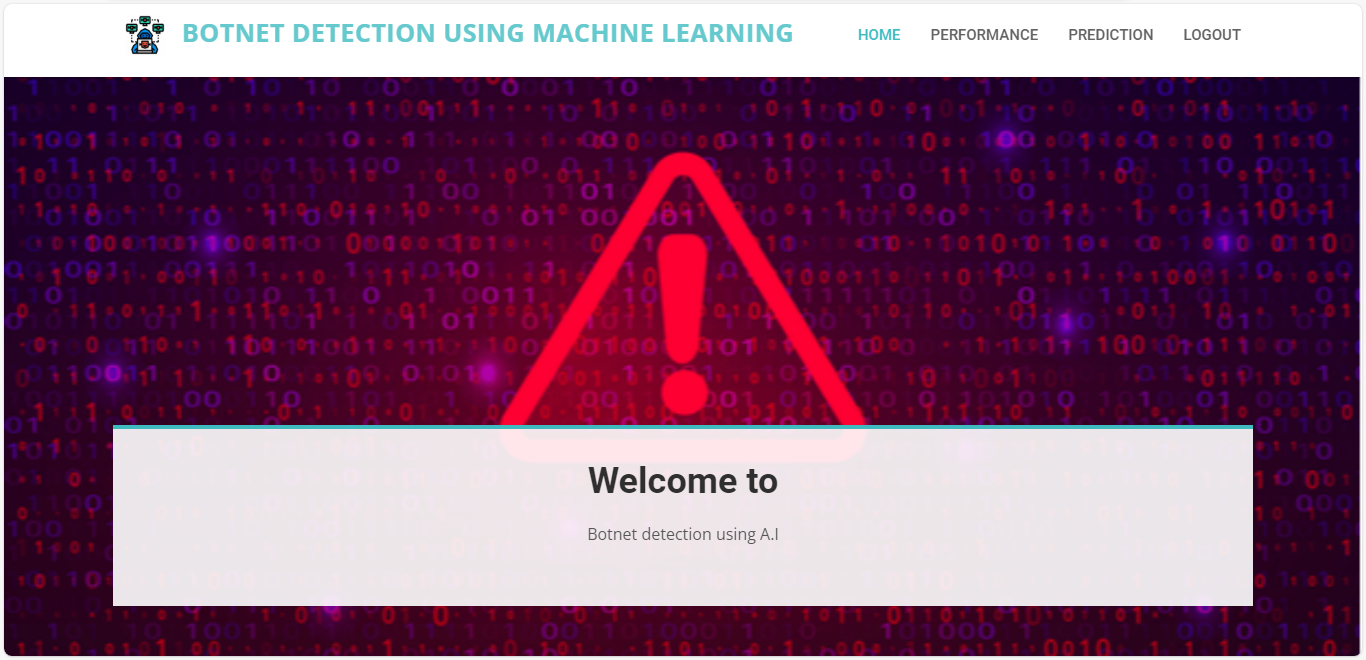 BOTNET DETECTION USING MACHINE LEARNING
HOME PERFORMANCE PREDICTION LOGOUT
Welcome to
Botnet detection using A.I